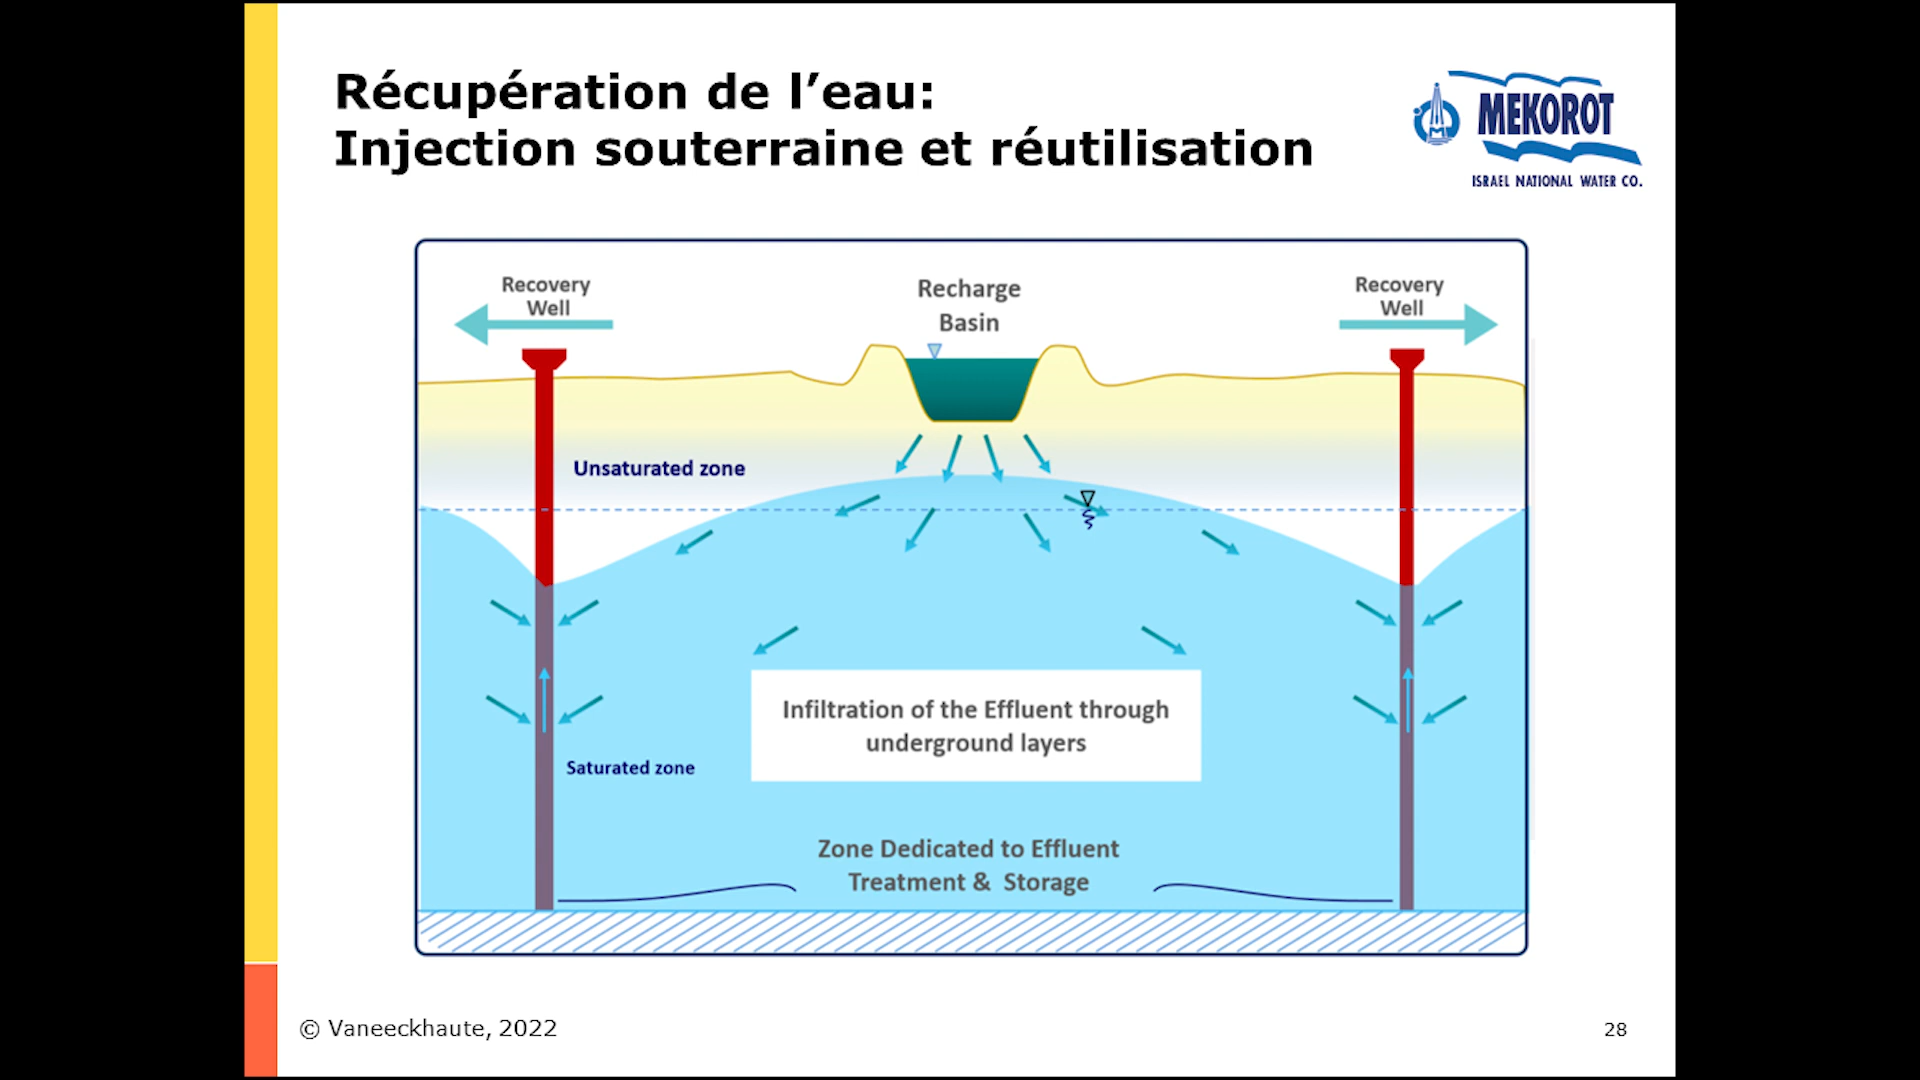 Récupération de l’eau:
Injection souterraine et réutilisation
MEKOROT
ISRAEL NATIONAL WATER CO.
Recovery
Well
Recharge
Basin
Recovery
Well
Unsaturated zone
Infiltration of the Effluent through
underground layers
Saturated zone
Zone Dedicated to Effluent
Treatment & Storage
© Vaneeckhaute, 2022
28